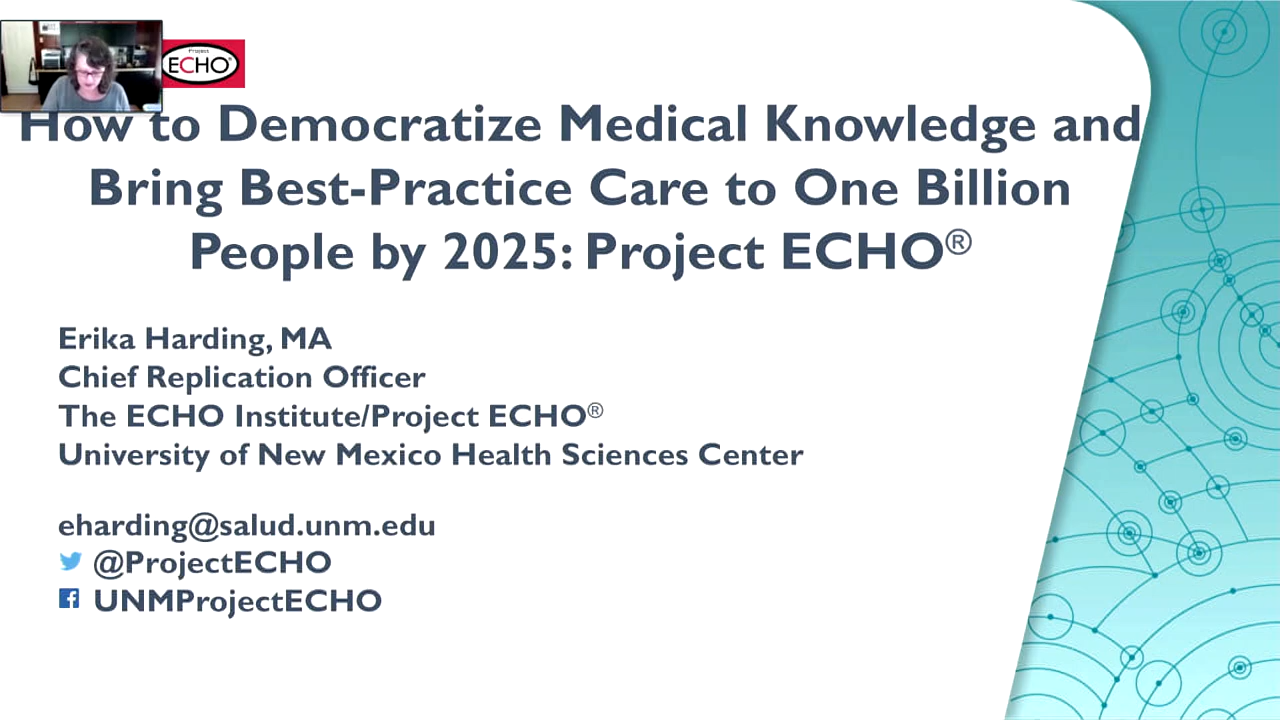 Project
ECHO®
How to Democratize Medical Knowledge and
Bring Best-Practice Care to One Billion
People by 2025: Project ECHO®
Erika Harding, MA
Chief Replication Officer
The ECHO Institute/Project ECHO®
University of New Mexico Health Sciences Center
eharding@salud.unm.edu
@ProjectECHO
UNMProjectECHO